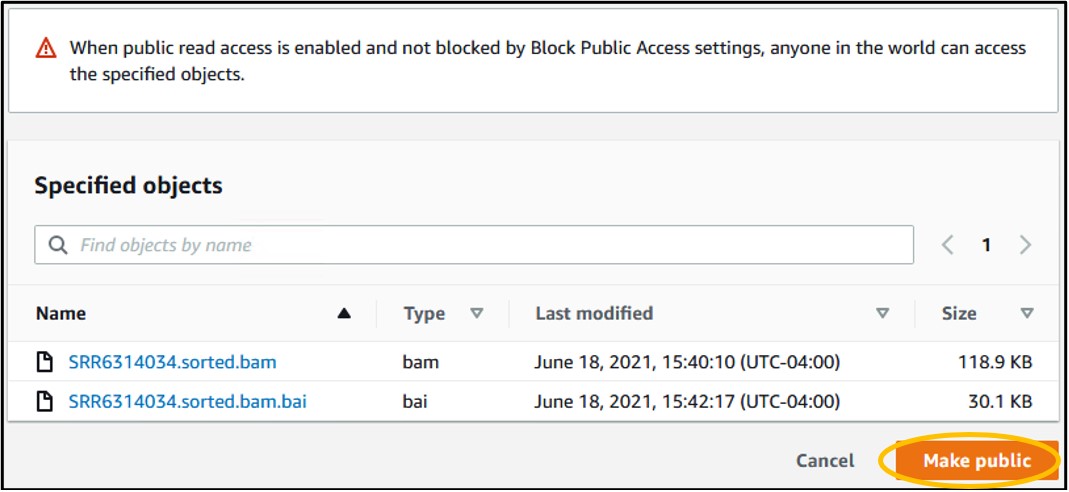 When public read access is enabled and not blocked by Block Public Access settings, anyone in the world can access
the specified objects.
Specified objects
Find objects by name
1
Name Type Last modified Size
SRR6314034.sorted.bam bam June 18, 2021, 15:40:10 (UTC-04:00) 118.9 KB
SRR6314034.sorted.bam.bai bai June 18, 2021, 15:42:17 (UTC-04:00) 30.1 KB
Cancel Make public